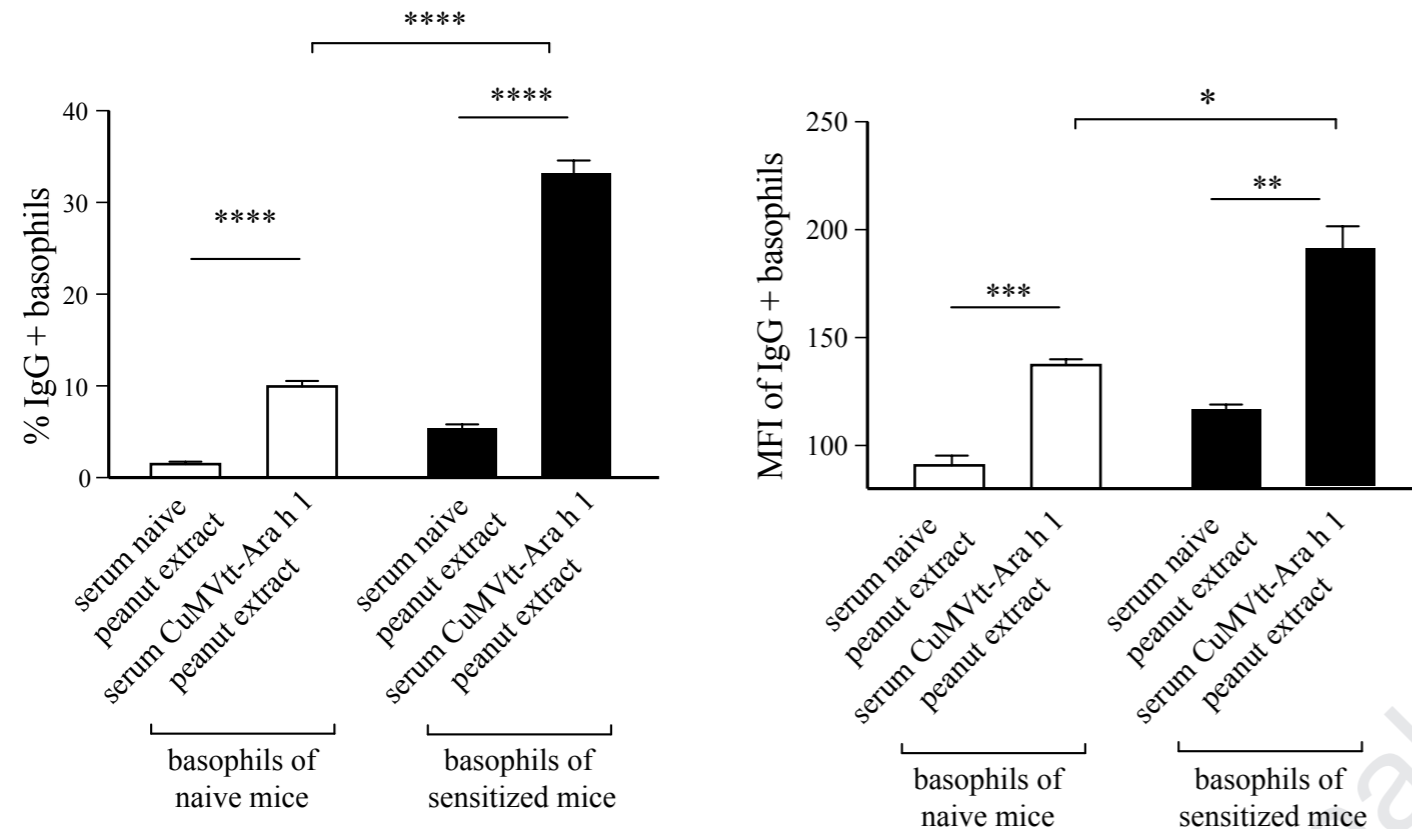 ****
****
****
40
30
20
10
0
% IgG + basophils
serum naive
peanut extract
serum CuMVtt-Ara h 1
peanut extract
serum naive
peanut extract
serum CuMVtt-Ara h 1
peanut extract
basophils of
naive mice
basophils of
sensitized mice
*
**
***
250
200
150
100
MFI of IgG + basophils
serum naive
peanut extract
serum CuMVtt-Ara h 1
peanut extract
serum naive
peanut extract
serum CuMVtt-Ara h 1
peanut extract
basophils of
naive mice
basophils of
sensitized mice